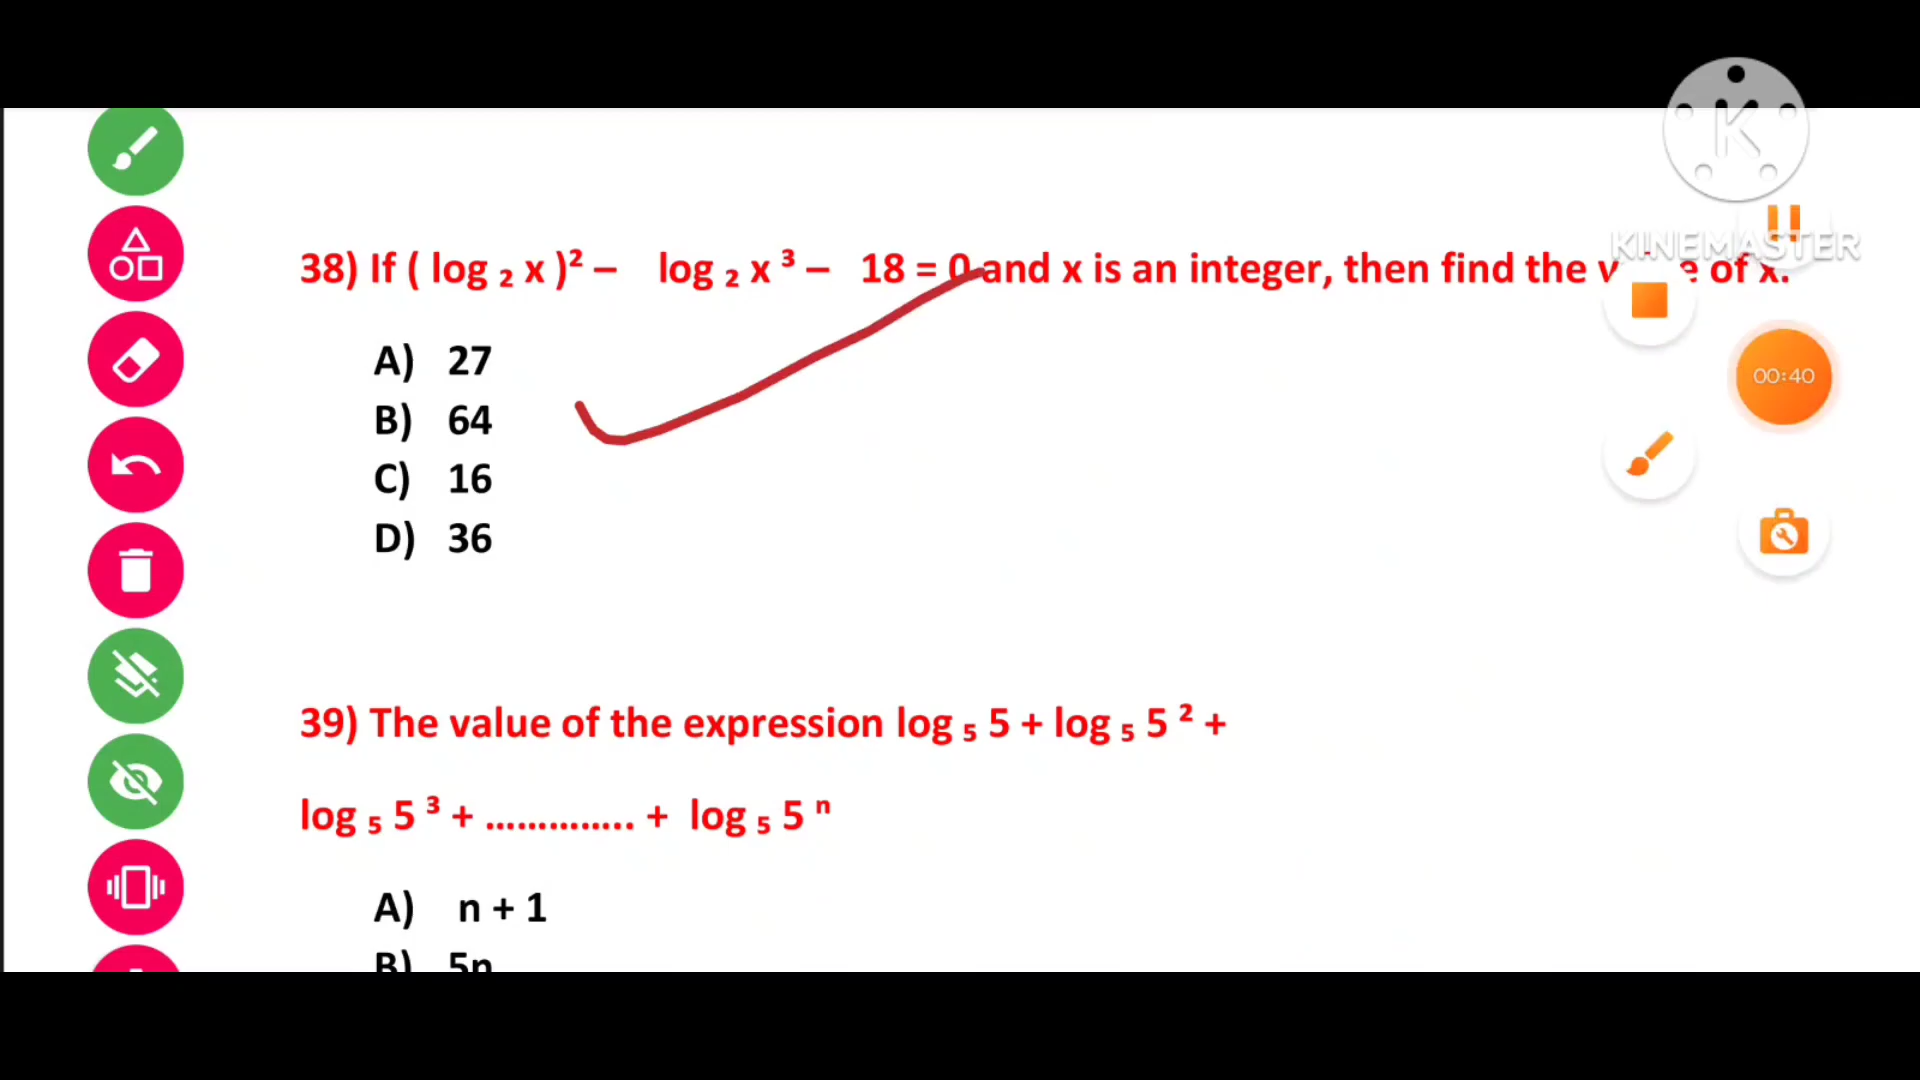 38) If ( log ₂ x )² – log ₂ x ³ – 18 = 0 and x is an integer, then find the of x.
A) 27
B) 64
C) 16
D) 36
39) The value of the expression log ₅ 5 + log ₅ 5 ² +
log ₅ 5 ³ + .............. + log ₅ 5 ⁿ
A) n + 1
B) 5n
K
KINEMASTER
00:40